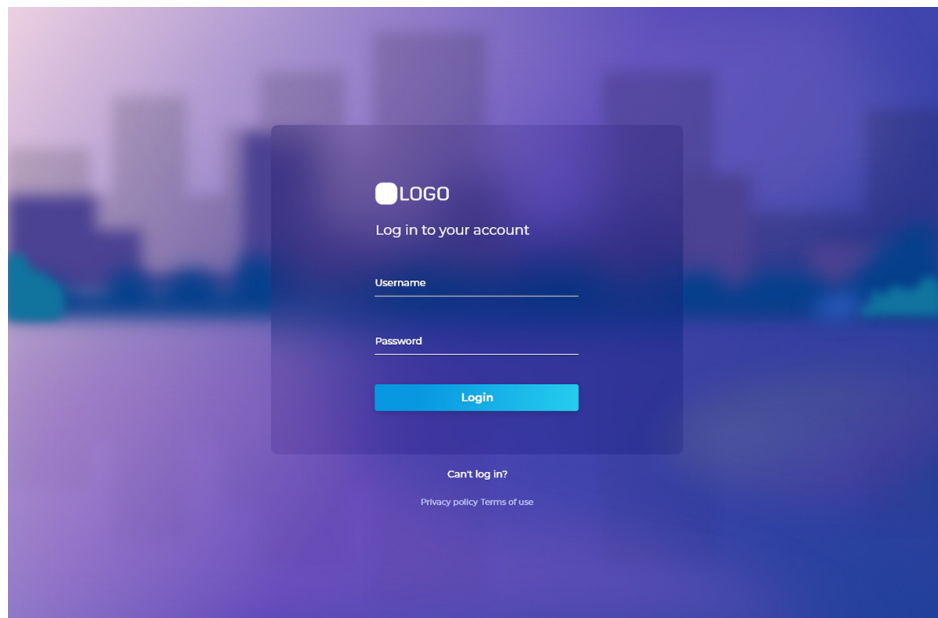 LOGO
Log in to your account
Username
Password
Login
Can't log in?
Privacy policy Terms of use